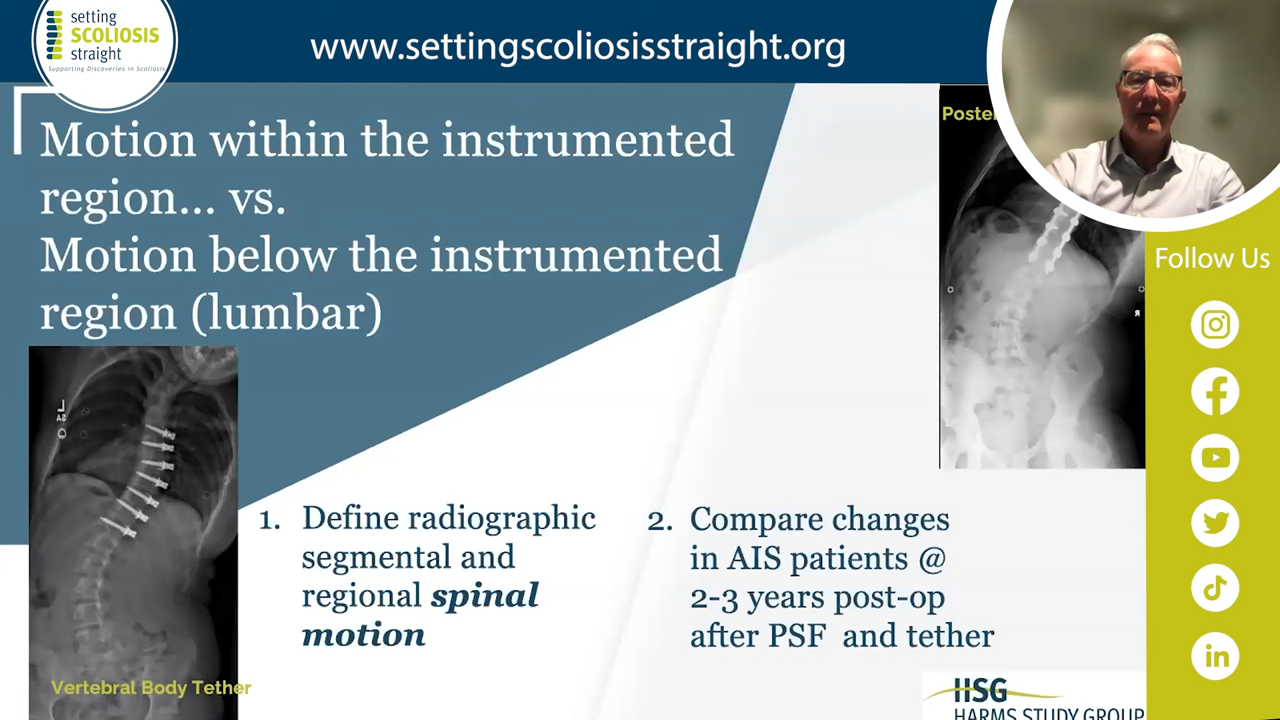 setting
SCOLIOSIS
straight
Supporting Discoveries in Scoliosis
www.settingscoliosisstraight.org
Motion within the instrumented
region... vs.
Motion below the instrumented
region (lumbar)
Follow Us
1. Define radiographic
segmental and
regional spinal
motion
2. Compare changes
in AIS patients @
2-3 years post-op
after PSF and tether
Vertebral Body Tether
HSG
HARMS STUDY GROUP